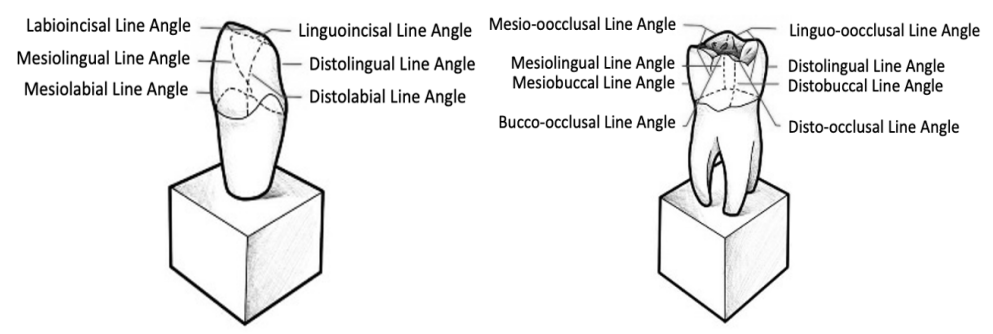 Labioincisal Line Angle
Linguoincisal Line Angle
Mesiolingual Line Angle
Distolingual Line Angle
Mesiolabial Line Angle
Distolabial Line Angle
Mesio-oocclusal Line Angle
Linguo-oocclusal Line Angle
Mesiolingual Line Angle
Distolingual Line Angle
Mesiobuccal Line Angle
Distobuccal Line Angle
Bucco-occlusal Line Angle
Disto-occlusal Line Angle